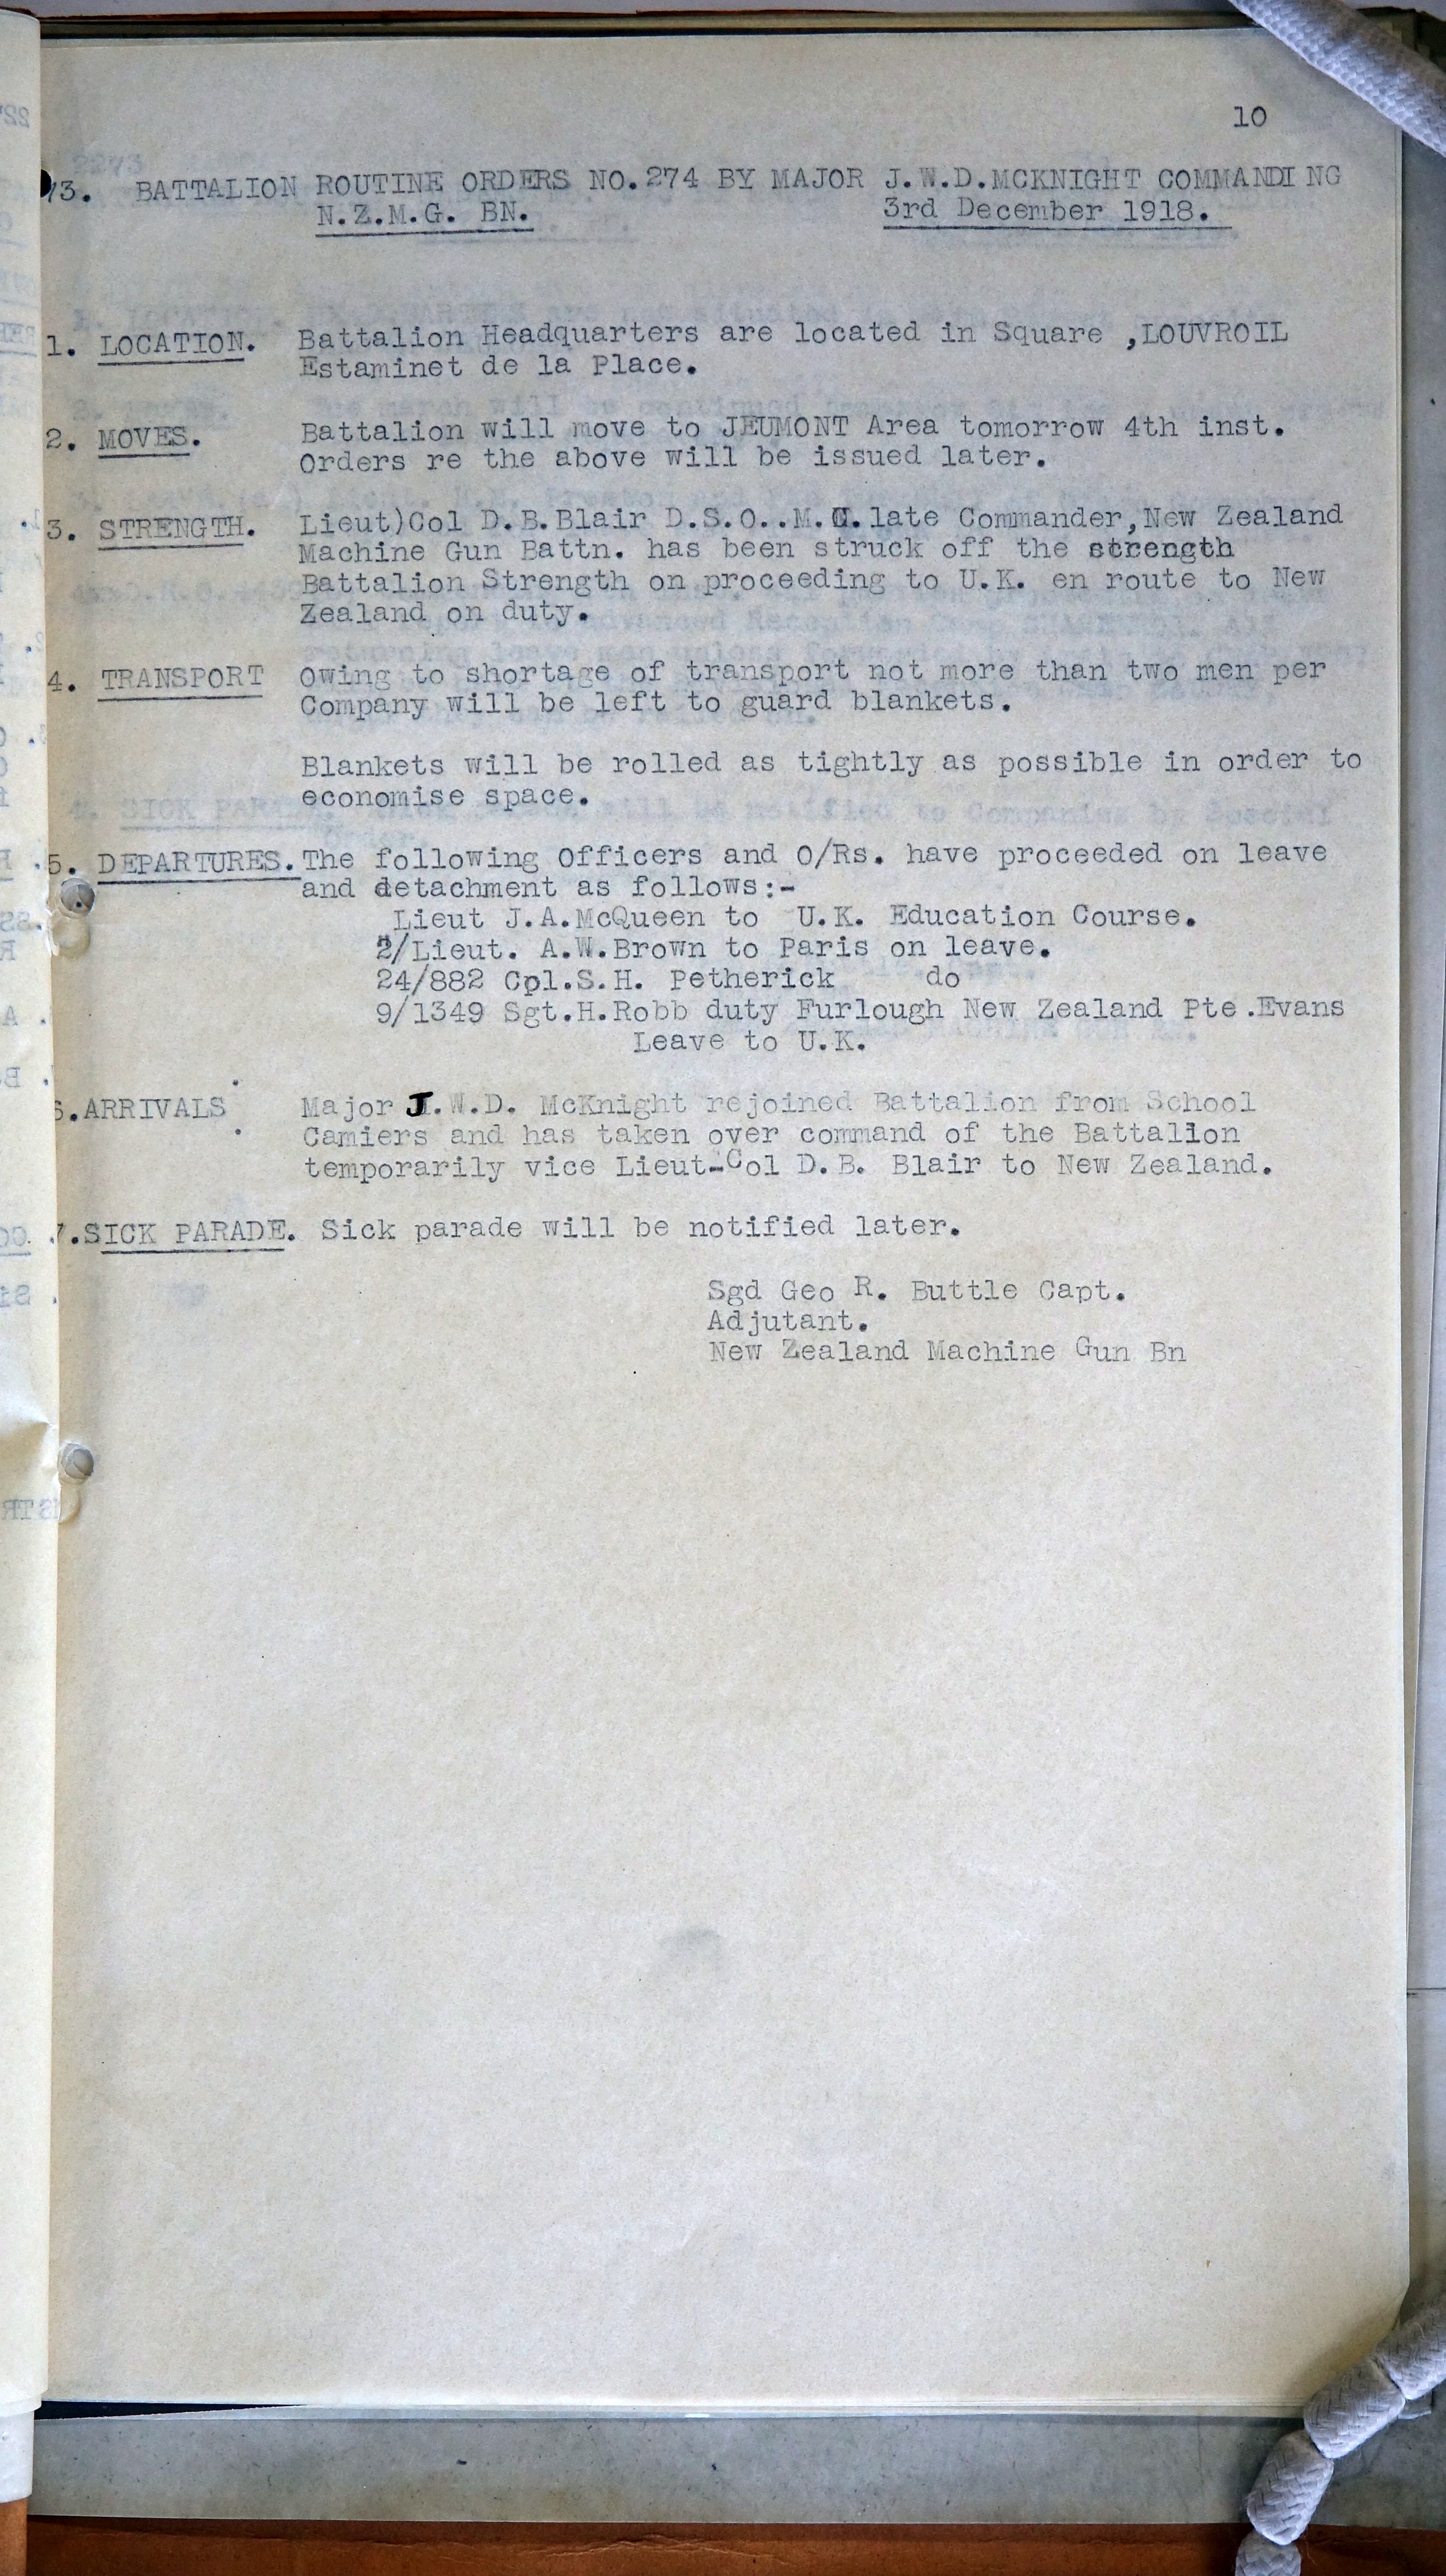 10
13. BATTALION ROUTINE ORDERS NO.274 BY MAJOR J.W.D.MCKNIGHT COMMANDING
N.Z.M.G. BN. 3rd December 1918.
1. LOCATION. Battalion Headquarters are located in Square ,LOUVROIL
Estaminet de la Place.
2. MOVES. Battalion will move to JEUMONT Area tomorrow 4th inst.
Orders re the above will be issued later.
3. STRENGTH. Lieut)Col D.B.Blair D.S.O..M.C.late Commander,New Zealand
Machine Gun Battn. has been struck off the strength
Battalion Strength on proceeding to U.K. en route to New
Zealand on duty.
4. TRANSPORT Owing to shortage of transport not more than two men per
Company will be left to guard blankets.
Blankets will be rolled as tightly as possible in order to
economise space.
5. DEPARTURES. The following Officers and O/Rs. have proceeded on leave
and detachment as follows:-
Lieut J.A.McQueen to U.K. Education Course.
2/Lieut. A.W.Brown to Paris on leave.
24/882 Cpl.S.H. Petherick do
9/1349 Sgt.H.Robb duty Furlough New Zealand Pte.Evans
Leave to U.K.
6.ARRIVALS : Major J.W.D. McKnight rejoined Battalion from School
Camiers and has taken over command of the Battalion
temporarily vice Lieut-Col D.B. Blair to New Zealand.
7.SICK PARADE. Sick parade will be notified later.
Sgd Geo R. Buttle Capt.
Adjutant.
New Zealand Machine Gun Bn